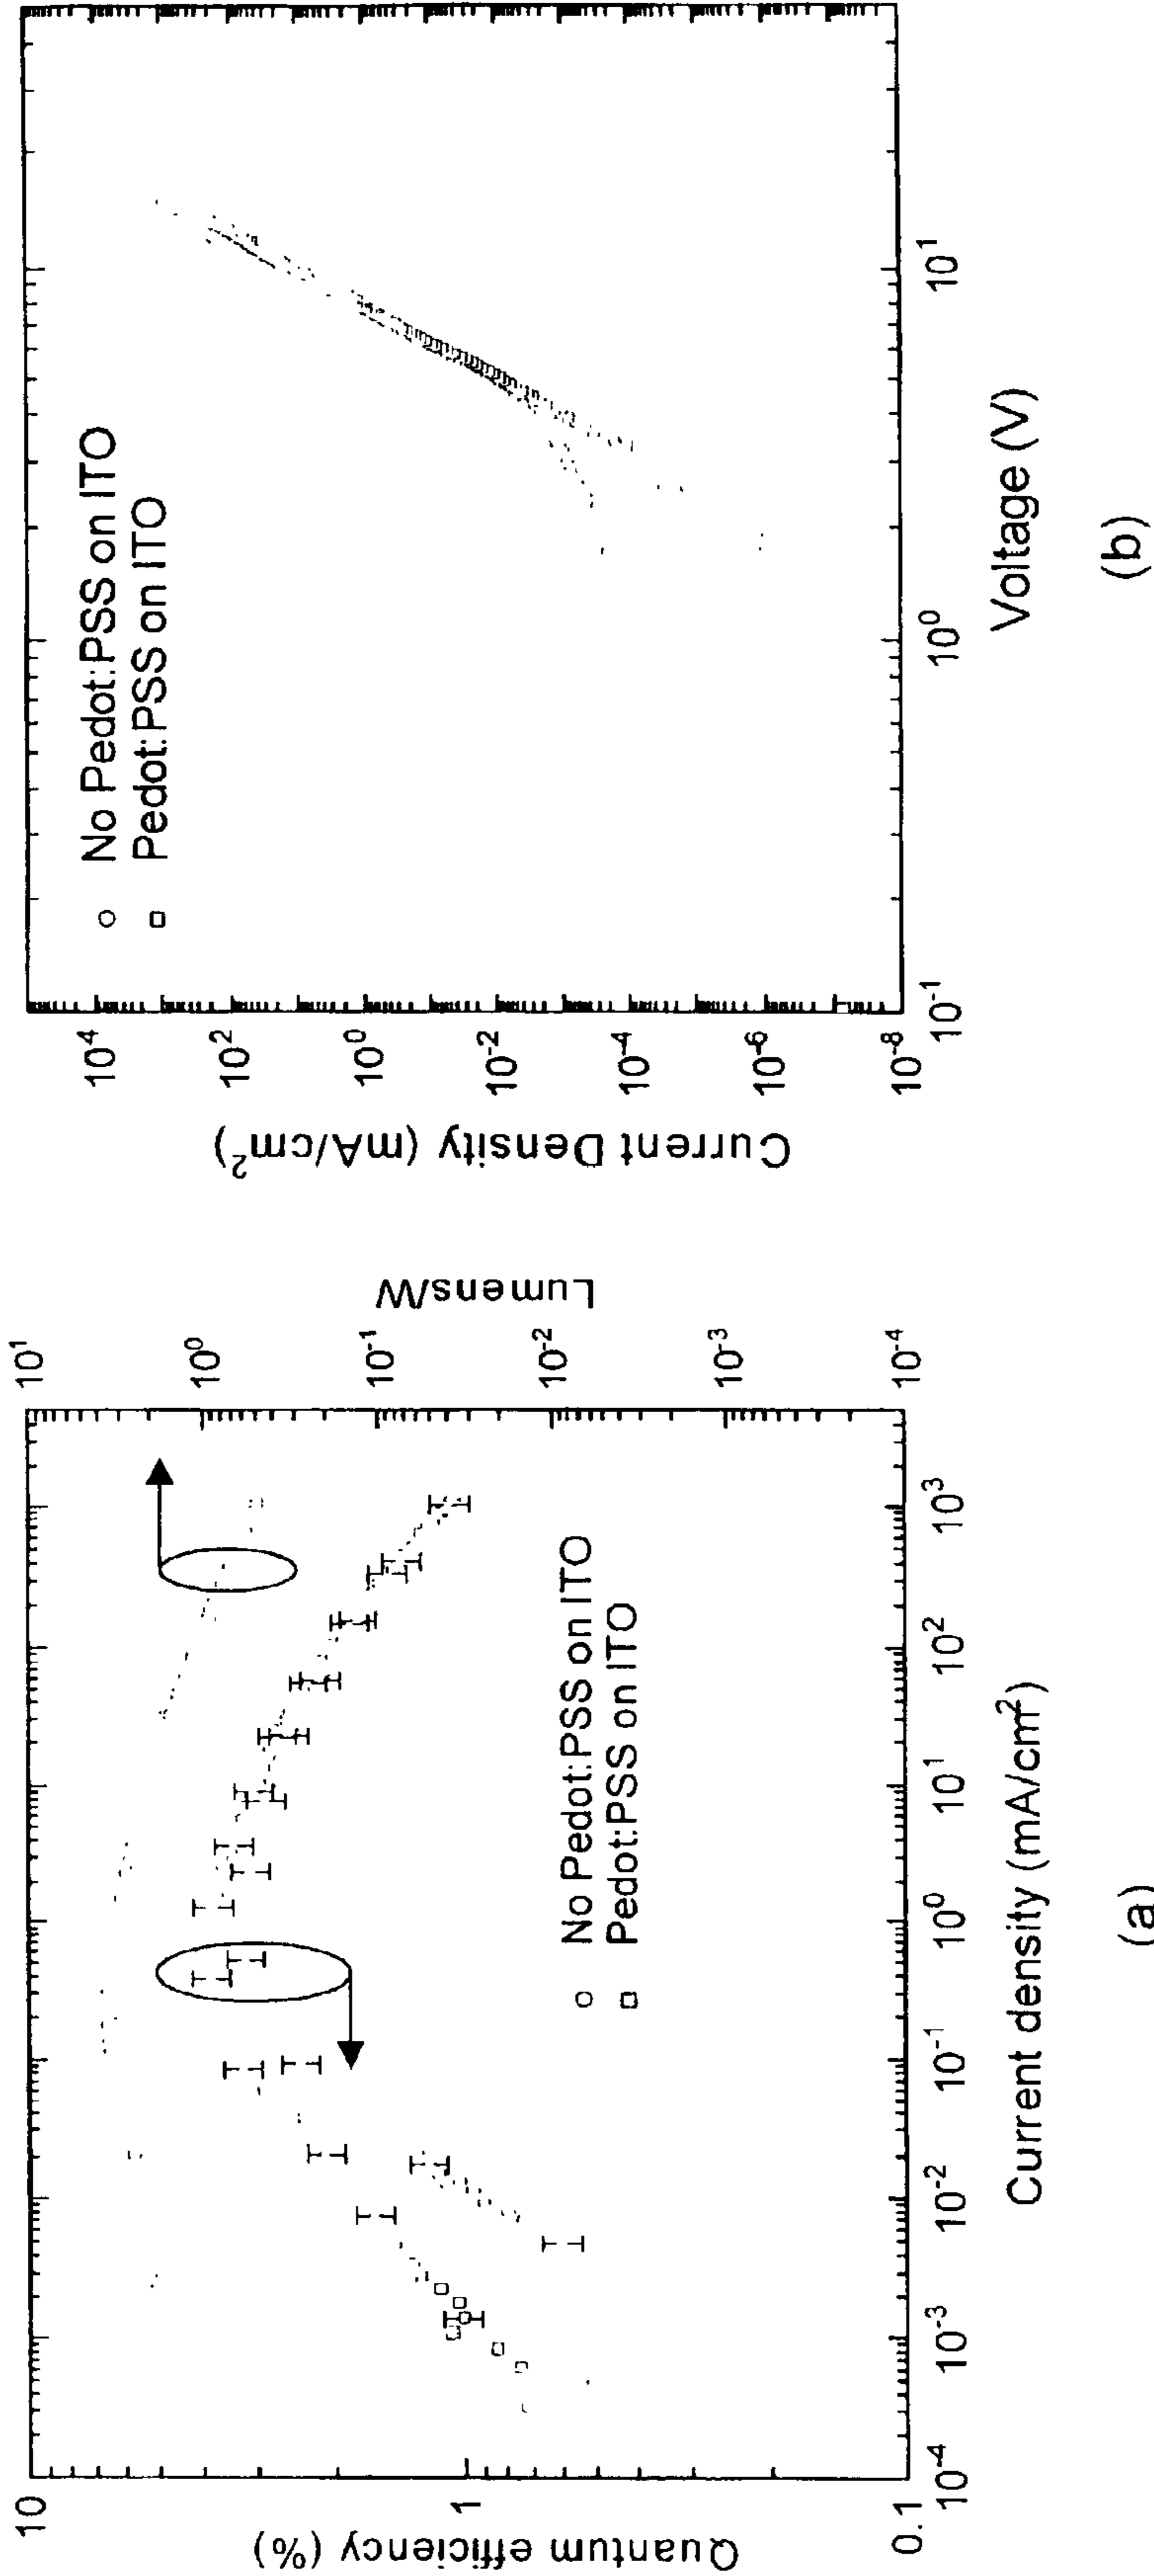 10
1
0.1
Quantum efficiency (%)
10^1
10^0
10^-1
10^-2
10^-3
10^-4
Lumens/W
○ No Pedot:PSS on ITO
□ Pedot:PSS on ITO
10^-4 10^-3 10^-2 10^-1 10^0 10^1 10^2 10^3
Current density (mA/cm^2)
(a)
10^4
10^2
10^0
10^-2
10^-4
10^-6
10^-8
Current Density (mA/cm^2)
○ No Pedot:PSS on ITO
□ Pedot:PSS on ITO
10^-1 10^0 10^1
Voltage (V)
(b)